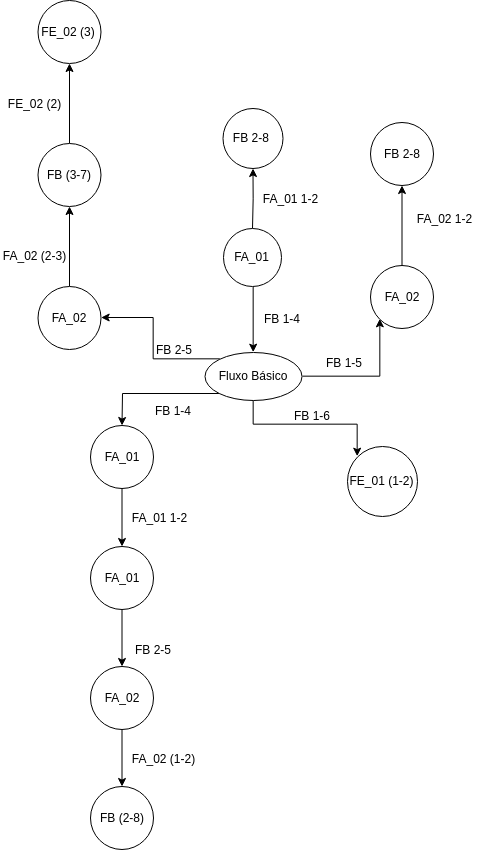 FE_02 (3)
FE_02 (2)
FB 2-8
FB 2-8
FB (3-7)
FA_01 1-2
FA_02 1-2
FA_02 (2-3)
FA_01
FA_02
FA_02
FB 1-4
FB 2-5
FB 1-5
Fluxo Básico
FB 1-4
FB 1-6
FA_01
FE_01 (1-2)
FA_01 1-2
FA_01
FB 2-5
FA_02
FA_02 (1-2)
FB (2-8)